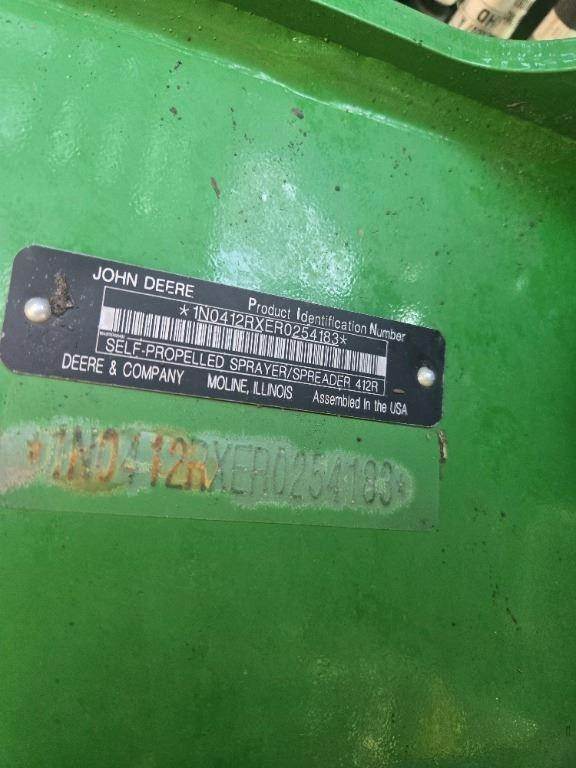 HO
JOHN DEERE
Product Identification Number
*1N0412RXER0254183*
SELF-PROPELLED SPRAYER/SPREADER 412R
DEERE & COMPANY MOLINE, ILLINOIS Assembled in the USA
*1N0412RXER0254183*